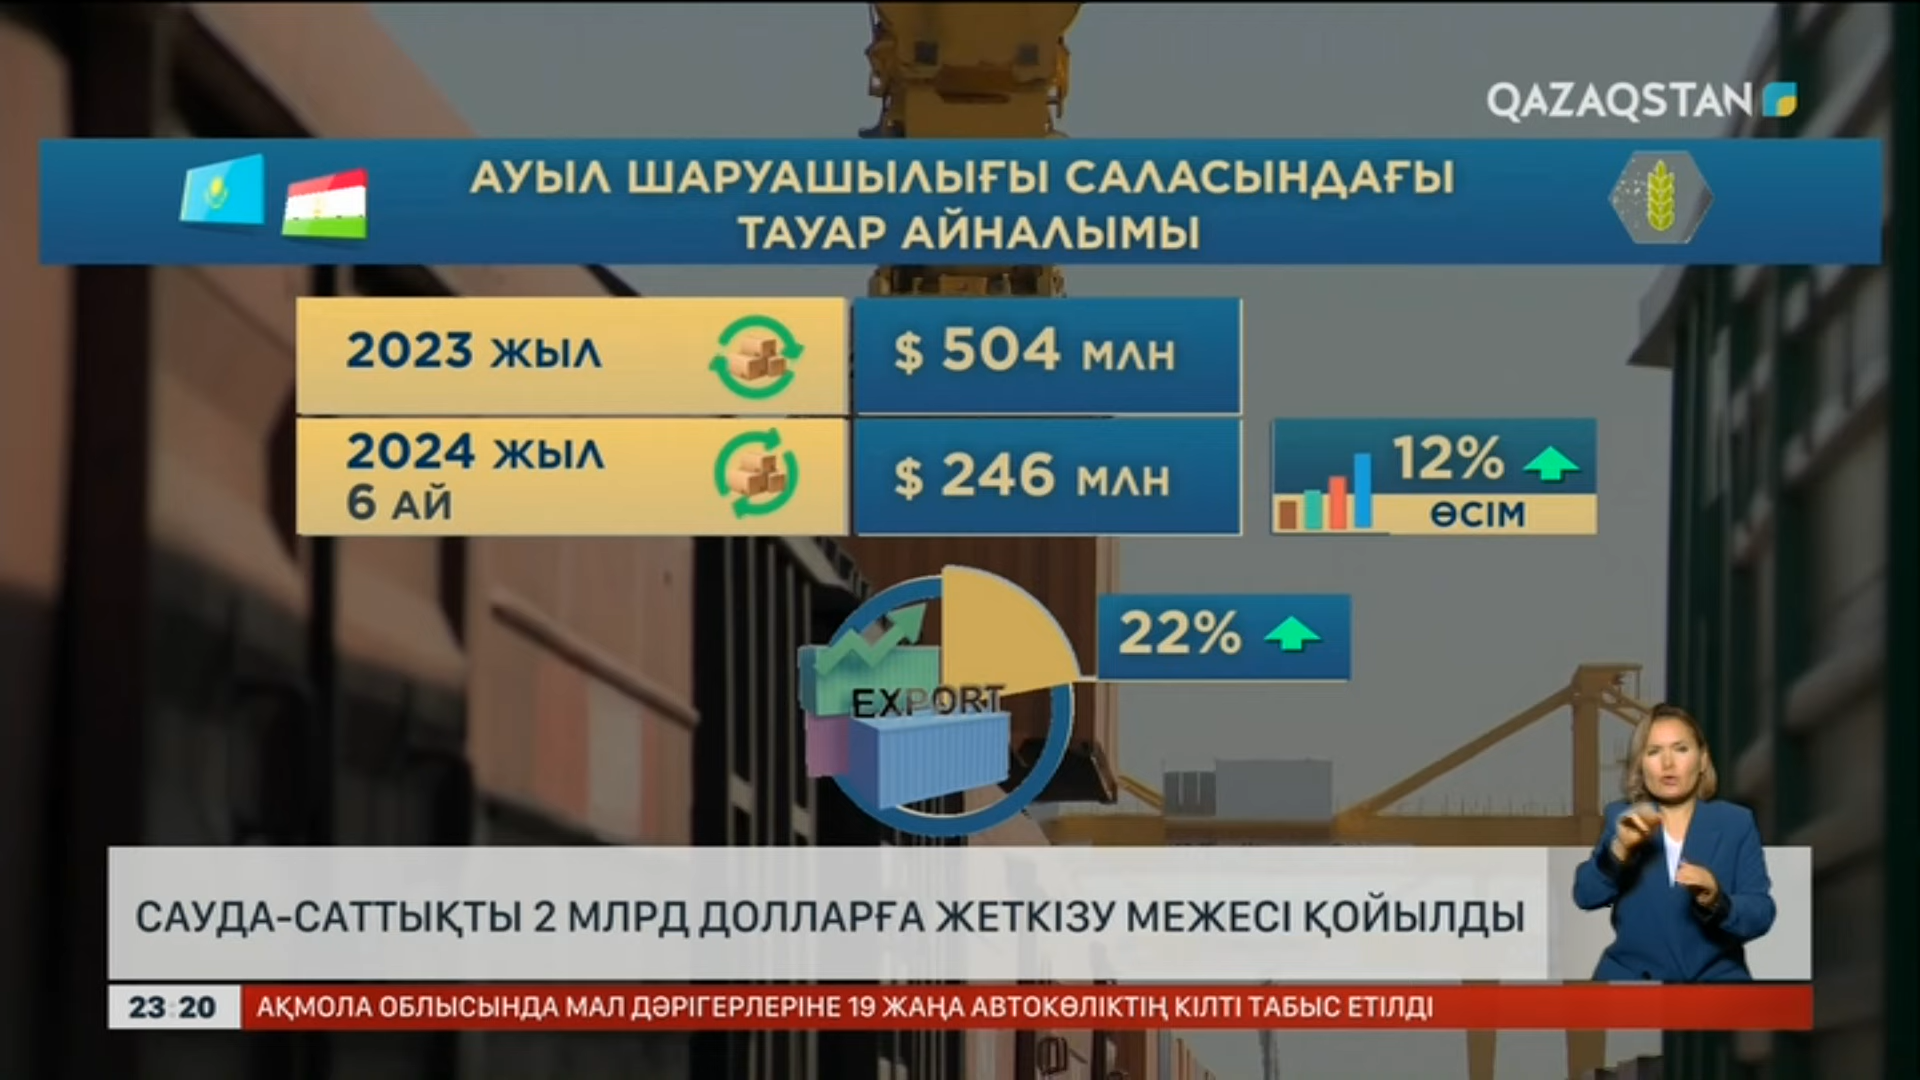 QAZAQSTAN
АУЫЛ ШАРУАШЫЛЫҒЫ САЛАСЫНДАҒЫ
ТАУАР АЙНАЛЫМЫ
2023 ЖЫЛ
$ 504 МЛН
2024 ЖЫЛ
6 АЙ
$ 246 МЛН
12%
ӨСІМ
22%
EXPORT
САУДА-САТТЫҚТЫ 2 МЛРД ДОЛЛАРҒА ЖЕТКІЗУ МЕЖЕСІ ҚОЙЫЛДЫ
23:20
АҚМОЛА ОБЛЫСЫНДА МАЛ ДӘРІГЕРЛЕРІНЕ 19 ЖАҢА АВТОКӨЛІКТІҢ КІЛТІ ТАБЫС ЕТІЛДІ